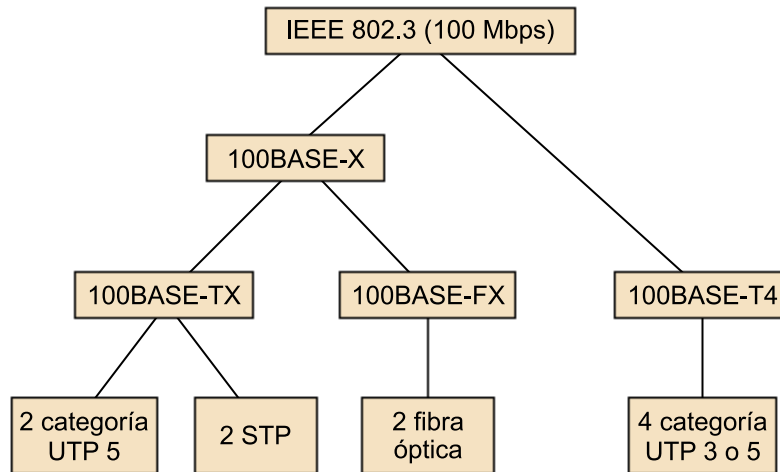 IEEE 802.3 (100 Mbps)
100BASE-X
100BASE-TX
100BASE-FX
100BASE-T4
2 categoría
UTP 5
2 STP
2 fibra
óptica
4 categoría
UTP 3 o 5